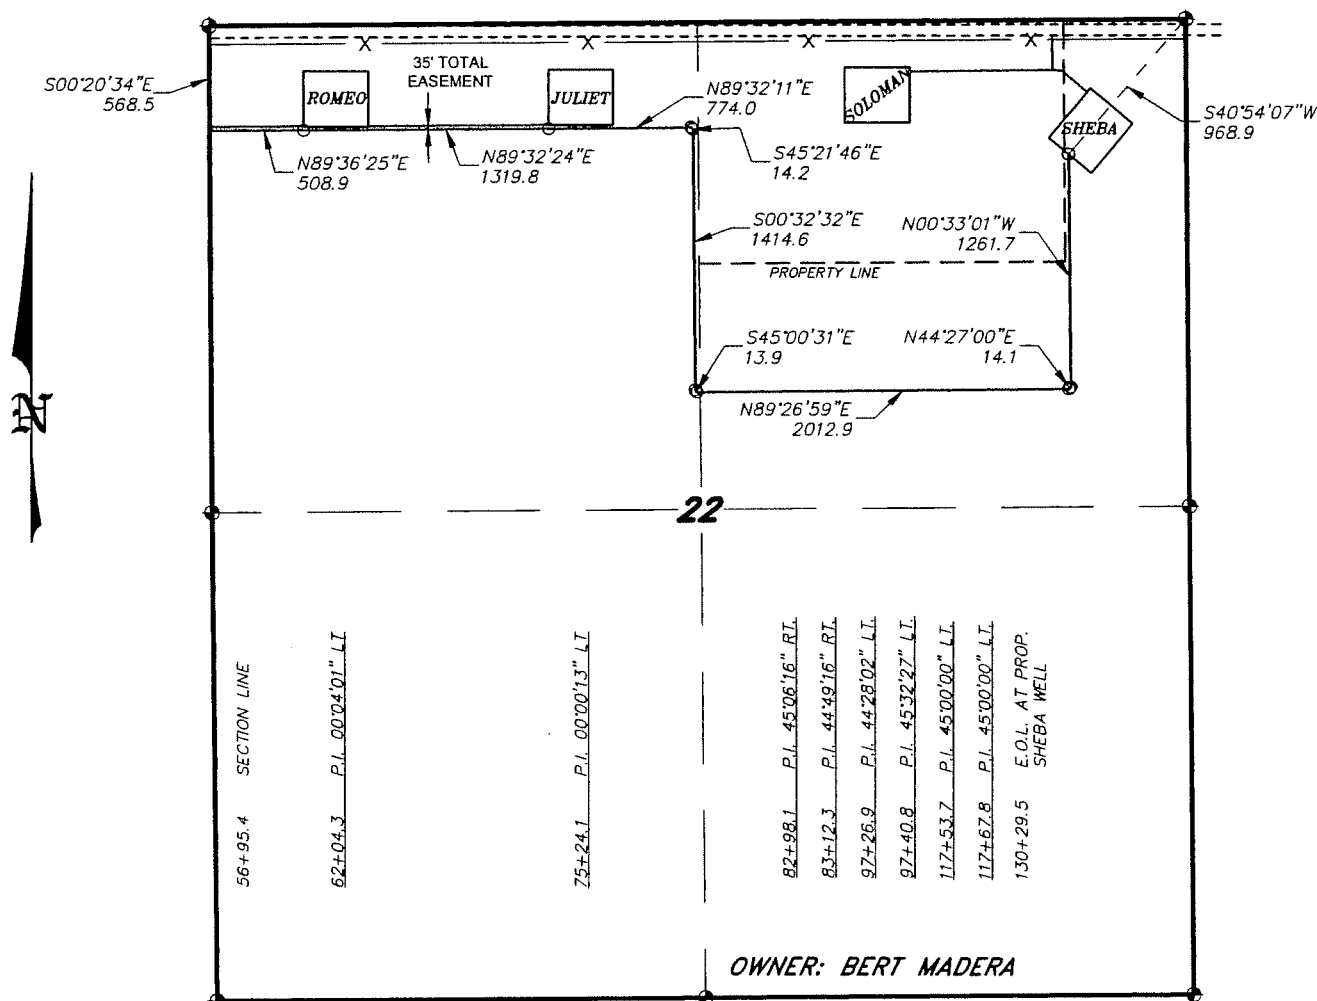 S00°20'34"E
568.5
35' TOTAL
EASEMENT
ROMEO
JULIET
N89°32'11"E
774.0
SOLOMAN
SHEBA
S40°54'07"W
968.9
N89°36'25"E
508.9
N89°32'24"E
1319.8
S45°21'46"E
14.2
S00°32'32"E
1414.6
N00°33'01"W
1261.7
PROPERTY LINE
S45°00'31"E
13.9
N44°27'00"E
14.1
N89°26'59"E
2012.9
N
22
56+95.4 SECTION LINE
62+04.3 P.I. 00°04'01" LT
75+24.1 P.I. 00°00'13" LT
82+98.1 P.I. 45°06'16" RT.
83+12.3 P.I. 44°49'16" RT.
97+26.9 P.I. 44°28'02" LT.
97+40.8 P.I. 45°32'27" LT.
117+53.7 P.I. 45°00'00" LT.
117+67.8 P.I. 45°00'00" LT.
130+29.5 E.O.L. AT PROP.
SHEBA WELL
OWNER: BERT MADERA